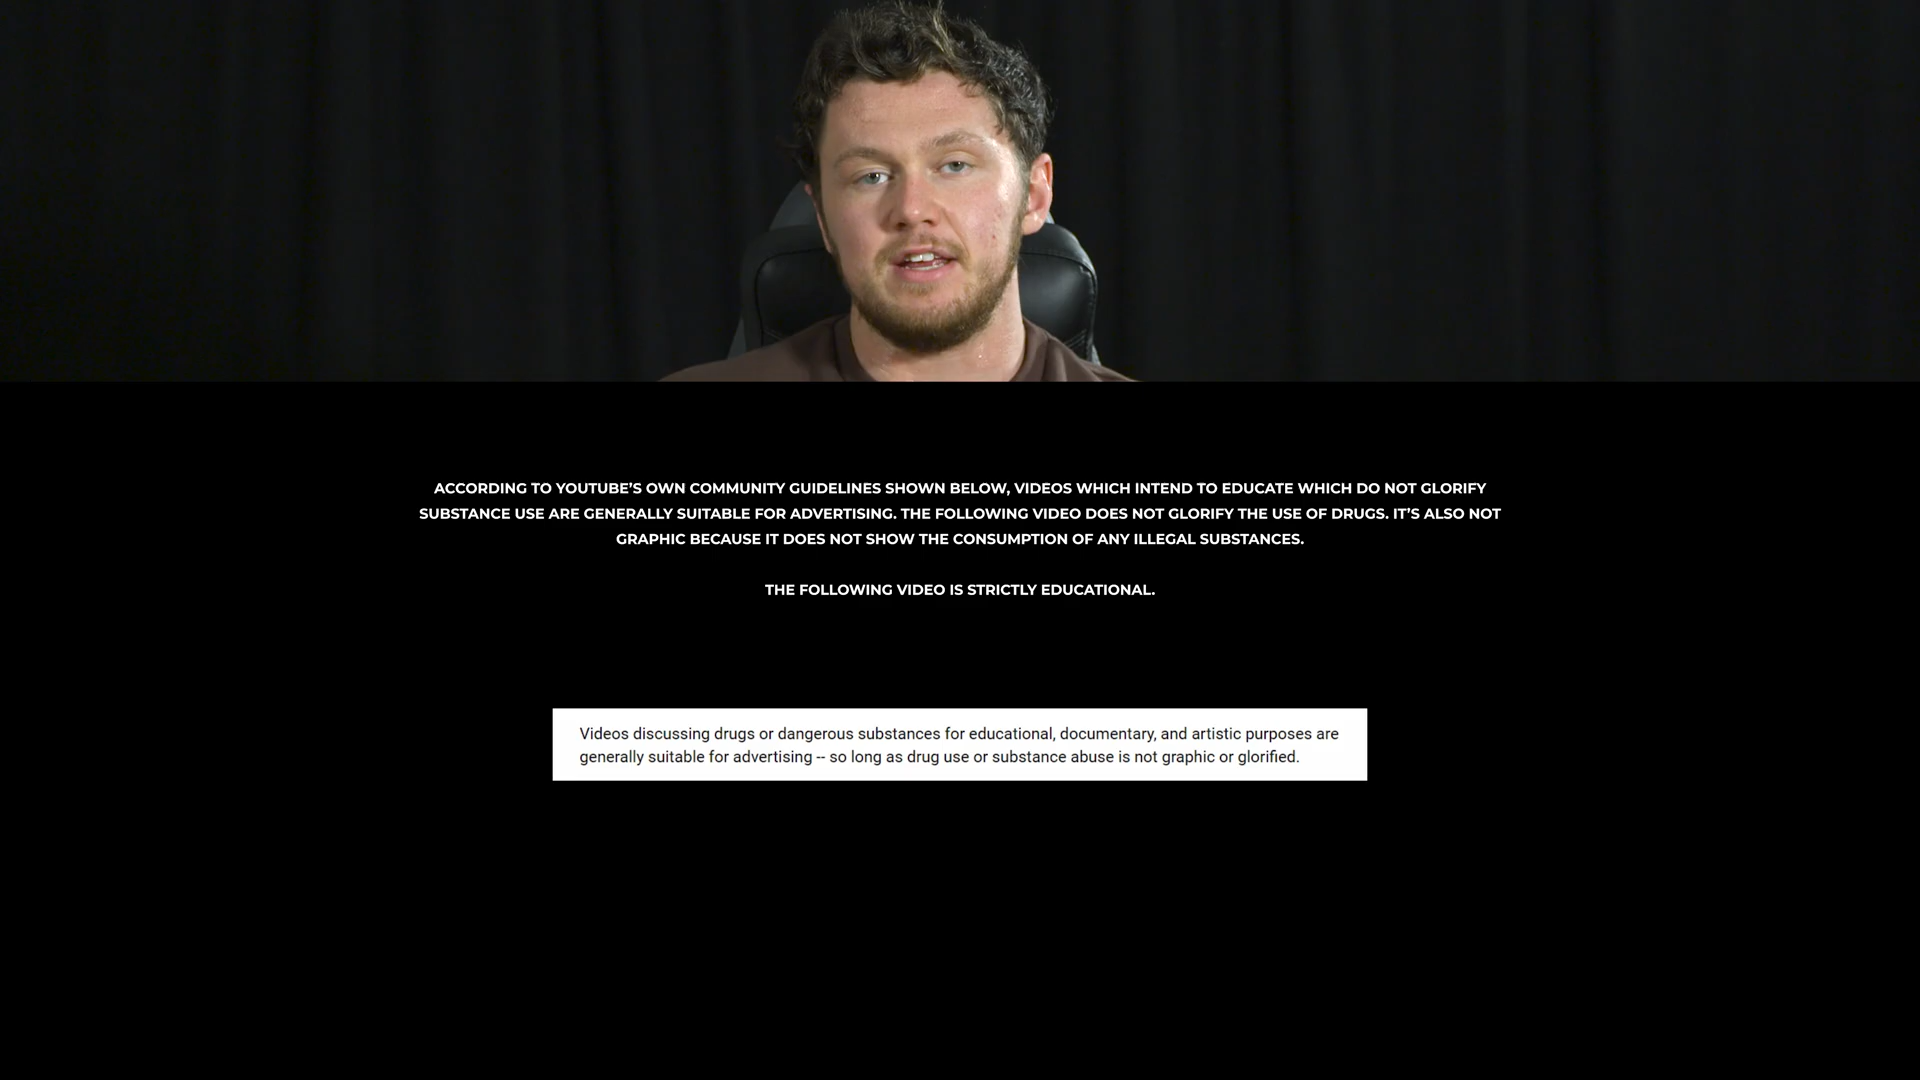 ACCORDING TO YOUTUBE'S OWN COMMUNITY GUIDELINES SHOWN BELOW, VIDEOS WHICH INTEND TO EDUCATE WHICH DO NOT GLORIFY
SUBSTANCE USE ARE GENERALLY SUITABLE FOR ADVERTISING. THE FOLLOWING VIDEO DOES NOT GLORIFY THE USE OF DRUGS. IT'S ALSO NOT
GRAPHIC BECAUSE IT DOES NOT SHOW THE CONSUMPTION OF ANY ILLEGAL SUBSTANCES.
THE FOLLOWING VIDEO IS STRICTLY EDUCATIONAL.
Videos discussing drugs or dangerous substances for educational, documentary, and artistic purposes are
generally suitable for advertising -- so long as drug use or substance abuse is not graphic or glorified.